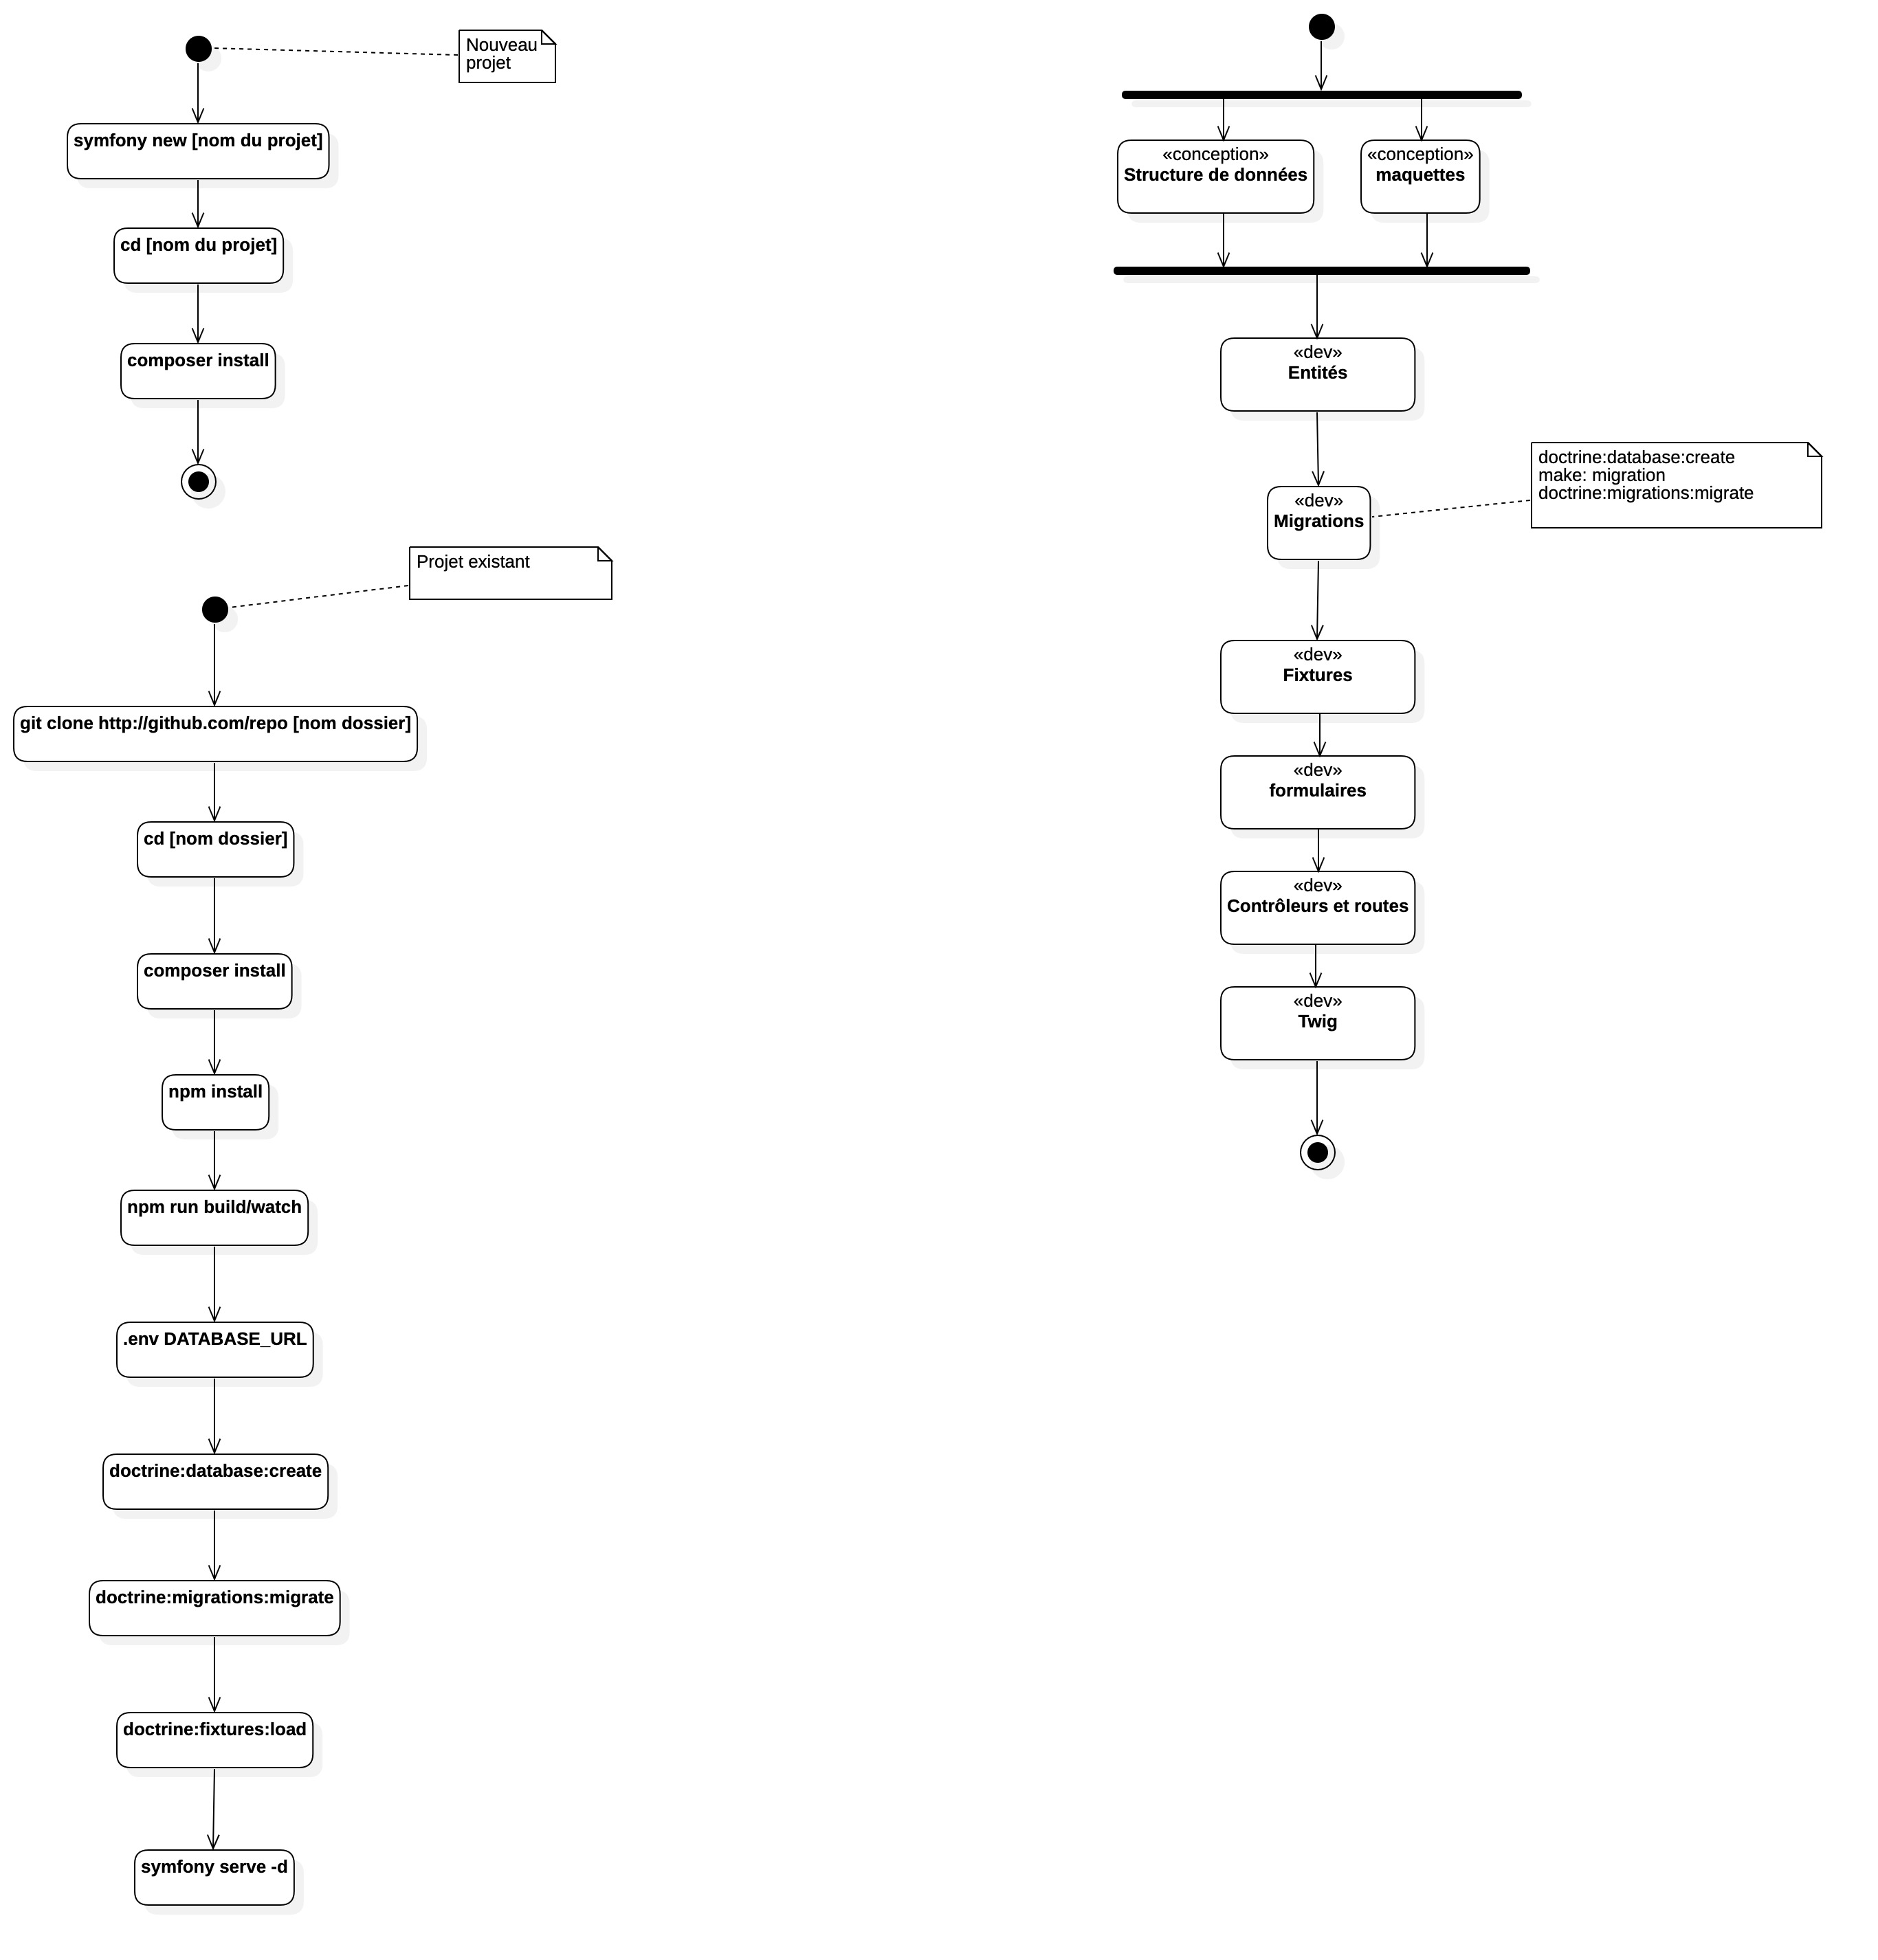 Nouveau
projet
symfony new [nom du projet]
cd [nom du projet]
composer install
Projet existant
git clone http://github.com/repo [nom dossier]
cd [nom dossier]
composer install
npm install
npm run build/watch
.env DATABASE_URL
doctrine:database:create
doctrine:migrations:migrate
doctrine:fixtures:load
symfony serve -d
«conception»
Structure de données
«conception»
maquettes
«dev»
Entités
«dev»
Migrations
doctrine:database:create
make: migration
doctrine:migrations:migrate
«dev»
Fixtures
«dev»
formulaires
«dev»
Contrôleurs et routes
«dev»
Twig